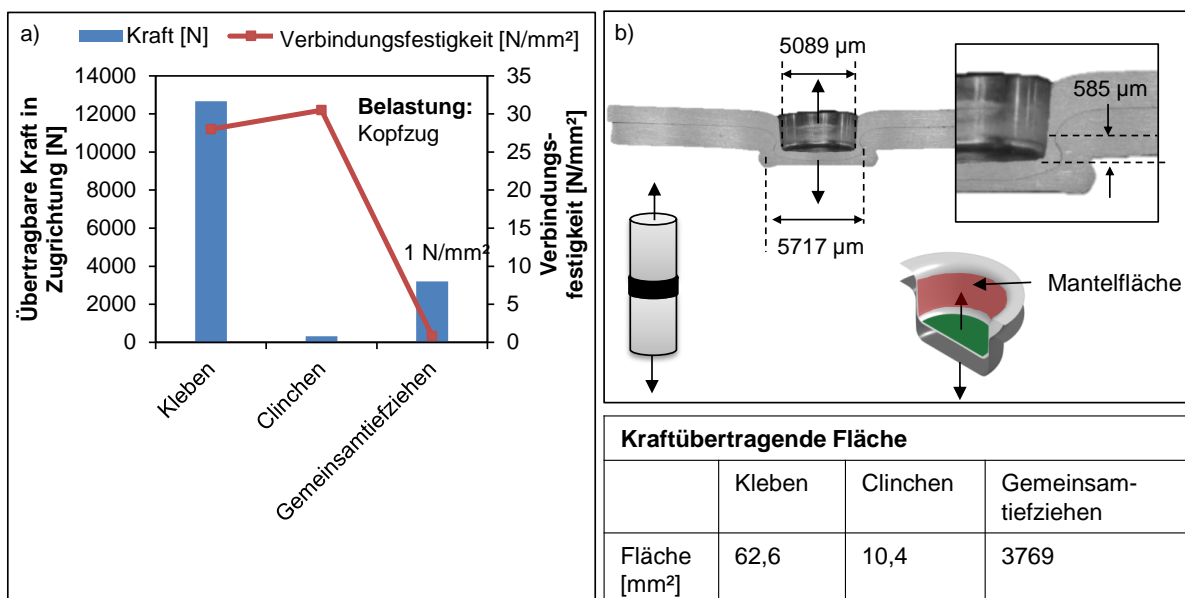 a)
Kraft [N]
Verbindungsfestigkeit [N/mm²]
Übertragbare Kraft in
Zugrichtung [N]
14000
12000
10000
8000
6000
4000
2000
0
Belastung:
Kopfzug
1 N/mm²
35
30
25
20
15
10
5
0
Verbindungs-
festigkeit [N/mm²]
Kleben
Clinchen
Gemeinsamtiefziehen
b)
5089 µm
585 µm
5717 µm
Mantelfläche
Kraftübertragende Fläche
Kleben Clinchen Gemeinsam-
tiefziehen
Fläche 62,6 10,4 3769
[mm²]